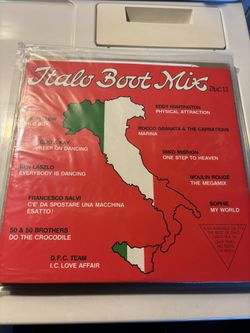 Italo Boot Mix
Vol. 13
EDDY HUNTINGTON
PHYSICAL ATTRACTION
ROCCO GRANATA & THE CARNATIONS
MARINA
KEEP ON DANCING
MIKO MISSION
ONE STEP TO HEAVEN
BEN LASZLO
EVERYBODY IS DANCING
MOULIN ROUGE
THE MEGAMIX
FRANCESCO SALVI
C'E' DA SPOSTARE UNA MACCHINA
ESATTO!
SOPHIE
MY WORLD
50 & 50 BROTHERS
DO THE CROCODILE
D.F.C. TEAM
I.C. LOVE AFFAIR